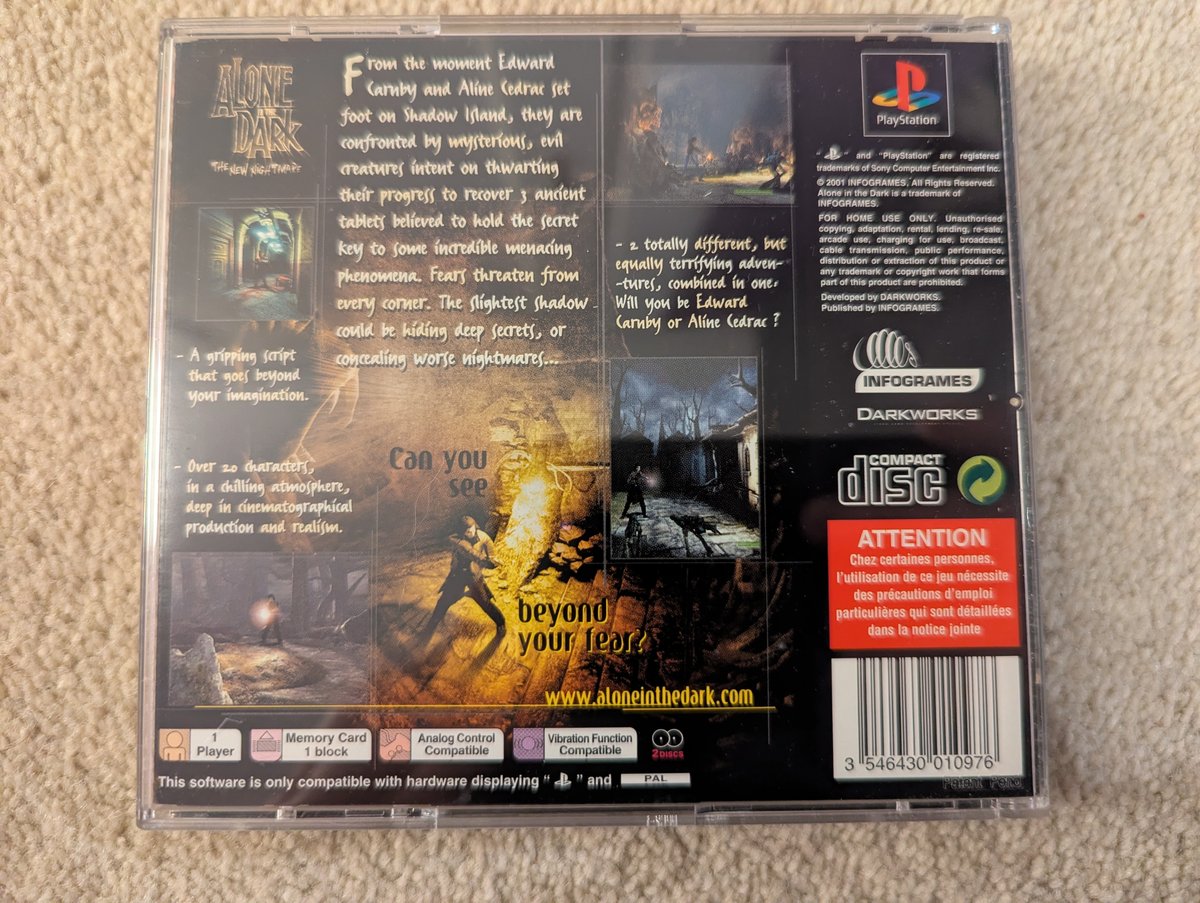 ALONE
IN THE
DARK
THE NEW NIGHTMARE
From the moment Edward
Carnby and Aline Cedrac set
foot on Shadow Island, they are
confronted by mysterious, evil
creatures intent on thwarting
their progress to recover 3 ancient
tablets believed to hold the secret
key to some incredible menacing
phenomena. Fears threaten from
every corner. The slightest shadow
could be hiding deep secrets, or
concealing worse nightmares...
- A gripping script
that goes beyond
your imagination.
- Over 20 characters,
in a chilling atmosphere,
deep in cinematographical
production and realism.
- 2 totally different, but
equally terrifying adven-
-tures, combined in one.
Will you be Edward
Carnby or Aline Cedrac ?
Can you
see
beyond
your fear?
www.aloneinthedark.com
PlayStation
" " and "PlayStation" are registered
trademarks of Sony Computer Entertainment Inc.
© 2001 INFOGRAMES, All Rights Reserved.
Alone in the Dark is a trademark of
INFOGRAMES.
FOR HOME USE ONLY. Unauthorised
copying, adaptation, rental, lending, re-sale,
arcade use, charging for use, broadcast,
cable transmission, public performance,
distribution or extraction of this product or
any trademark or copyright work that forms
part of this product are prohibited.
Developed by DARKWORKS.
Published by INFOGRAMES.
INFOGRAMES
DARKWORKS
COMPACT
disc
ATTENTION
Chez certaines personnes,
l'utilisation de ce jeu nécessite
des précautions d'emploi
particulières qui sont détaillées
dans la notice jointe
3 546430 010976
1
Player
Memory Card
1 block
Analog Control
Compatible
Vibration Function
Compatible
2 DISCS
This software is only compatible with hardware displaying " " and PAL